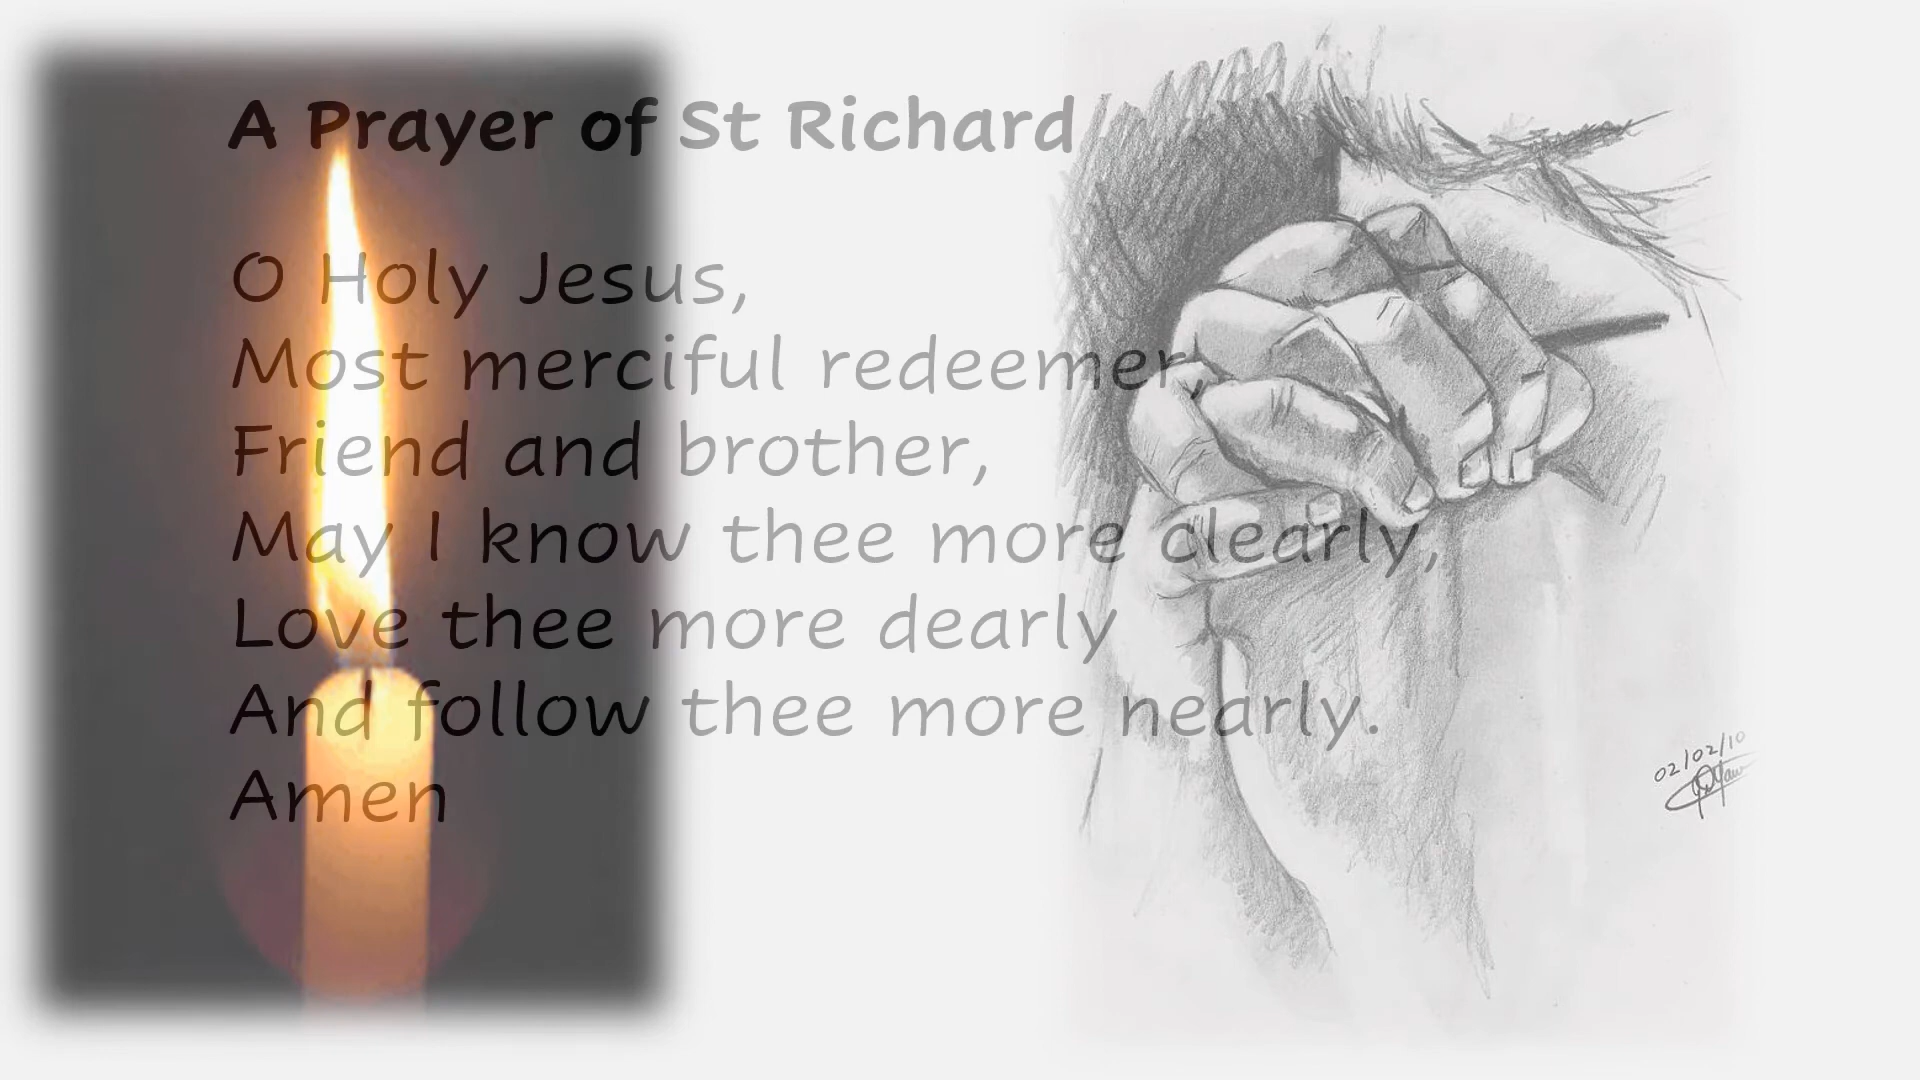 A Prayer of St Richard
O Holy Jesus,
Most merciful redeemer,
Friend and brother,
May I know thee more clearly,
Love thee more dearly
And follow thee more nearly.
Amen
02/02/10